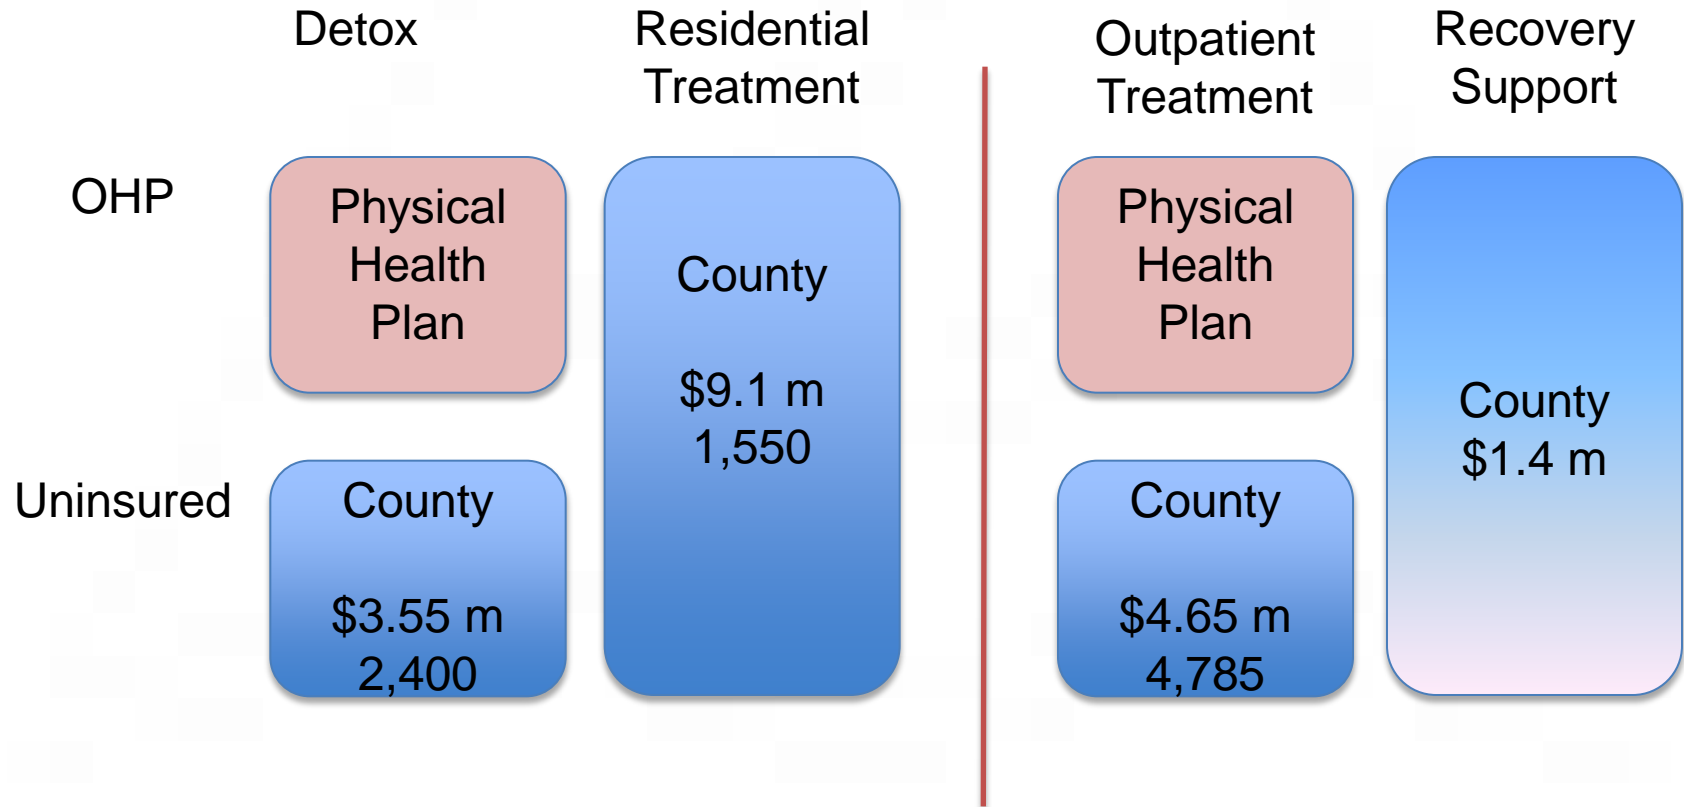 Detox
Residential
Treatment
Outpatient
Treatment
Recovery
Support
OHP
Physical
Health
Plan
County
$9.1 m
1,550
Physical
Health
Plan
County
$1.4 m
Uninsured
County
$3.55 m
2,400
County
$4.65 m
4,785